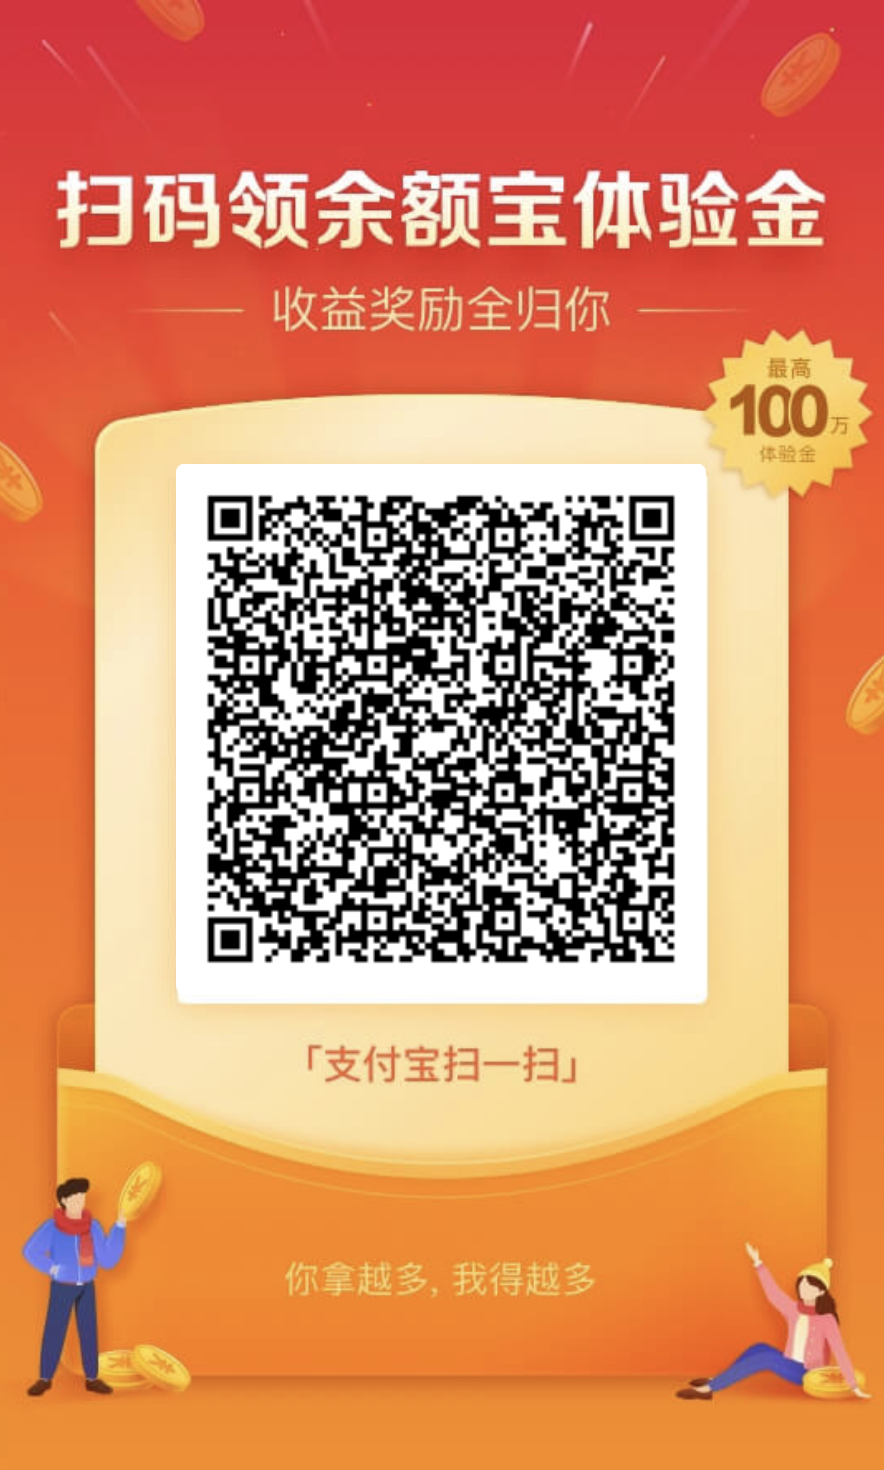 扫码领余额宝体验金
收益奖励全归你
最高
100万
体验金
「支付宝扫一扫」
你拿越多, 我得越多